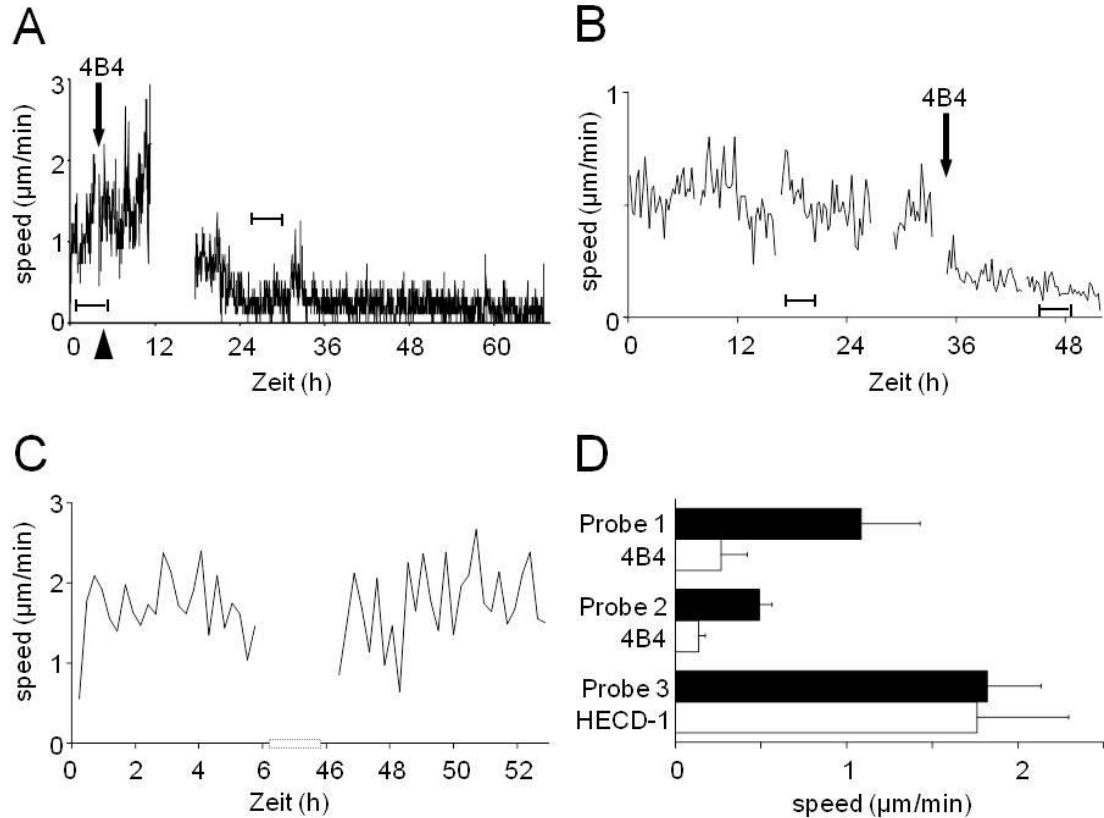 A
4B4
speed (µm/min)
3
2
1
0
0 12 24 36 48 60
Zeit (h)
B
4B4
speed (µm/min)
1
0
0 12 24 36 48
Zeit (h)
C
speed (µm/min)
3
2
1
0
0 2 4 6 46 48 50 52
Zeit (h)
D
Probe 1
4B4
Probe 2
4B4
Probe 3
HECD-1
0 1 2
speed (µm/min)